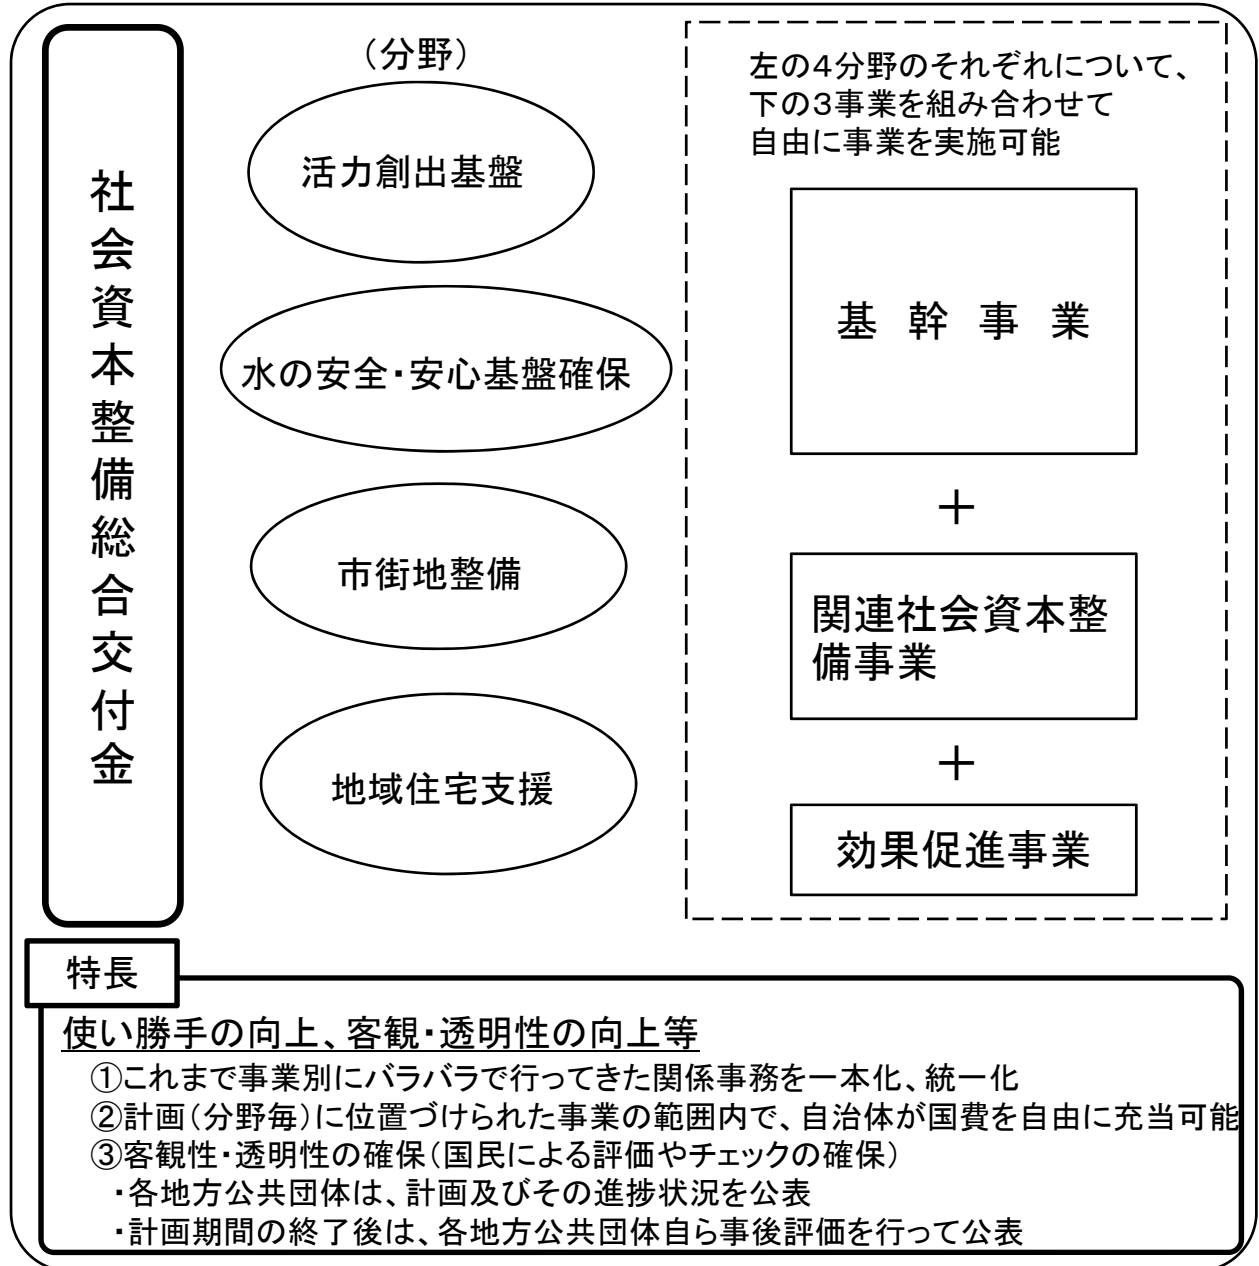 社会資本整備総合交付金
（分野）
活力創出基盤
水の安全・安心基盤確保
市街地整備
地域住宅支援
左の４分野のそれぞれについて、
下の３事業を組み合わせて
自由に事業を実施可能
基幹事業
＋
関連社会資本整
備事業
＋
効果促進事業
特長
使い勝手の向上、客観・透明性の向上等
①これまで事業別にバラバラで行ってきた関係事務を一本化、統一化
②計画（分野毎）に位置づけられた事業の範囲内で、自治体が国費を自由に充当可能
③客観性・透明性の確保（国民による評価やチェックの確保）
・各地方公共団体は、計画及びその進捗状況を公表
・計画期間の終了後は、各地方公共団体自ら事後評価を行って公表